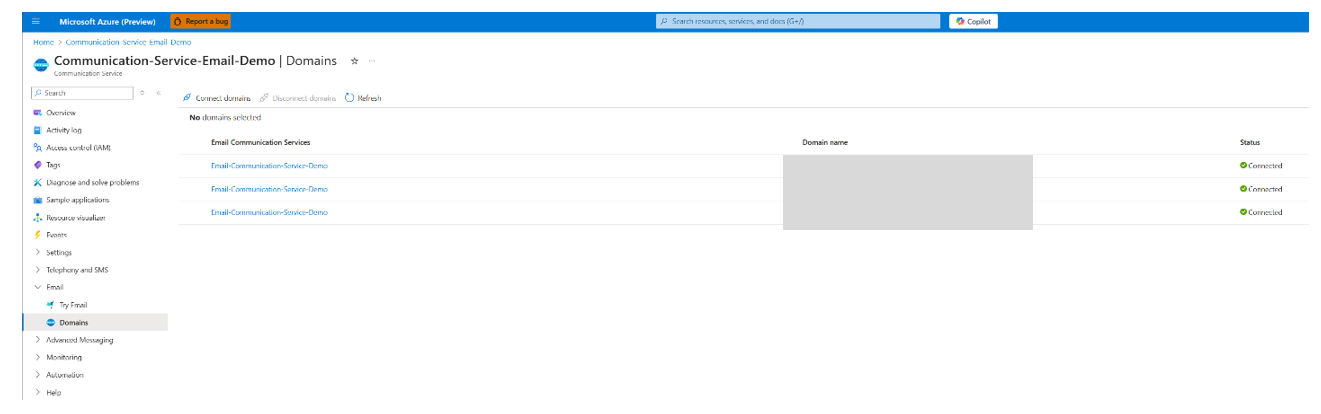 Microsoft Azure (Preview)
Report a bug
Search resources, services, and docs (G+/)
Copilot
Home > Communication-Service-Email-Demo
Communication-Service-Email-Demo | Domains
Communication Service
Search
Connect domains
Disconnect domains
Refresh
No domains selected
Email Communication Services
Domain name
Status
Email-Communication-Service-Demo
Connected
Email-Communication-Service-Demo
Connected
Email-Communication-Service-Demo
Connected
Overview
Activity log
Access control (IAM)
Tags
Diagnose and solve problems
Sample applications
Resource visualizer
Events
Settings
Telephony and SMS
Email
Try Email
Domains
Advanced Messaging
Monitoring
Automation
Help